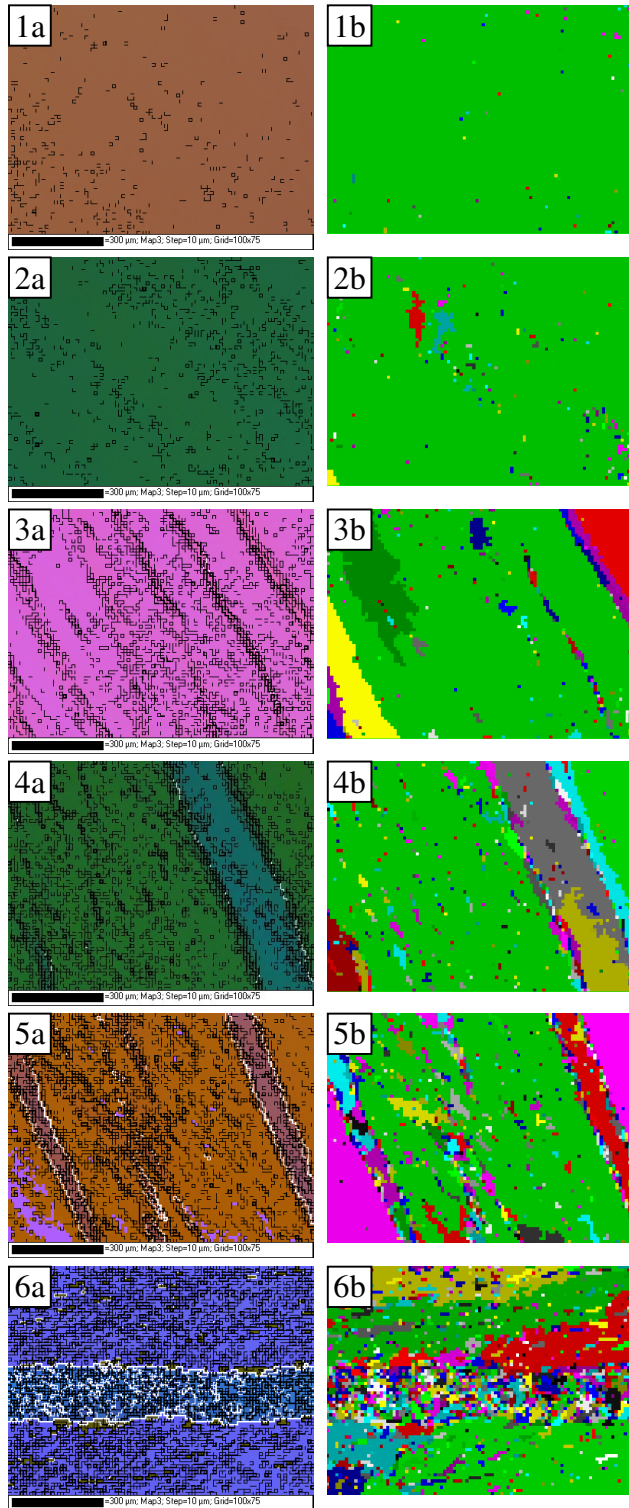 1a 1b
=300 µm; Map3; Step=10 µm; Grid=100x75
2a 2b
=300 µm; Map3; Step=10 µm; Grid=100x75
3a 3b
=300 µm; Map3; Step=10 µm; Grid=100x75
4a 4b
=300 µm; Map3; Step=10 µm; Grid=100x75
5a 5b
=300 µm; Map3; Step=10 µm; Grid=100x75
6a 6b
=300 µm; Map3; Step=10 µm; Grid=100x75